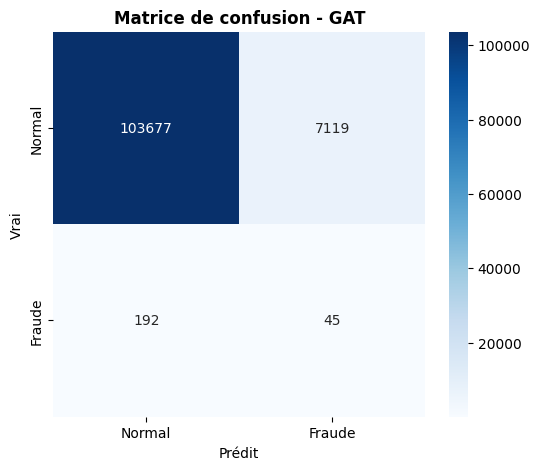 Matrice de confusion - GAT
Vrai
Normal
103677
7119
Fraude
192
45
Normal
Fraude
Prédit
100000
80000
60000
40000
20000